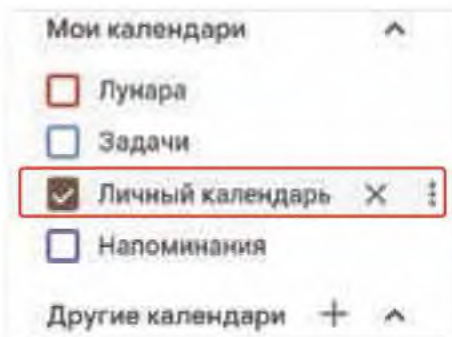 Мои календари
Лунара
Задачи
Личный календарь
Напоминания
Другие календари